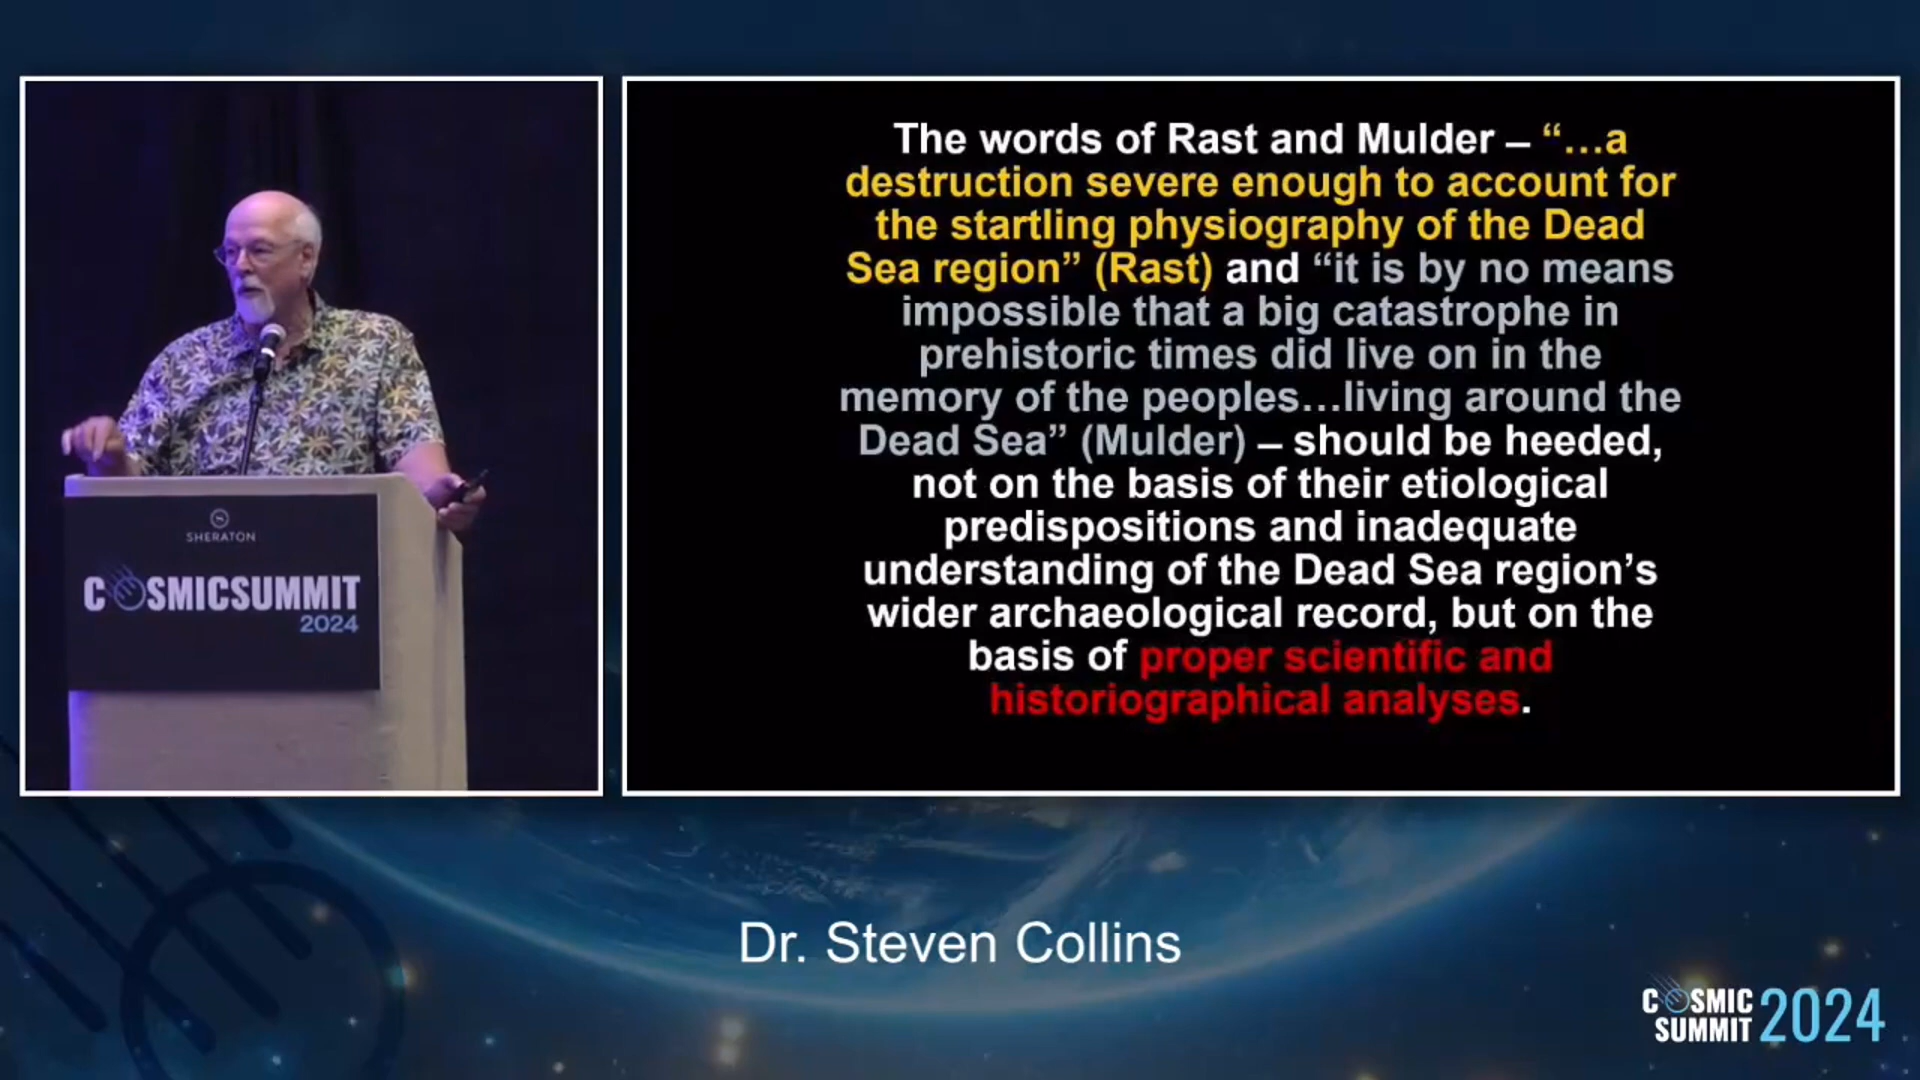 The words of Rast and Mulder – “…a
destruction severe enough to account for
the startling physiography of the Dead
Sea region” (Rast) and “it is by no means
impossible that a big catastrophe in
prehistoric times did live on in the
memory of the peoples…living around the
Dead Sea” (Mulder) – should be heeded,
not on the basis of their etiological
predispositions and inadequate
understanding of the Dead Sea region’s
wider archaeological record, but on the
basis of proper scientific and
historiographical analyses.
SHERATON
COSMICSUMMIT
2024
Dr. Steven Collins
COSMIC
SUMMIT 2024